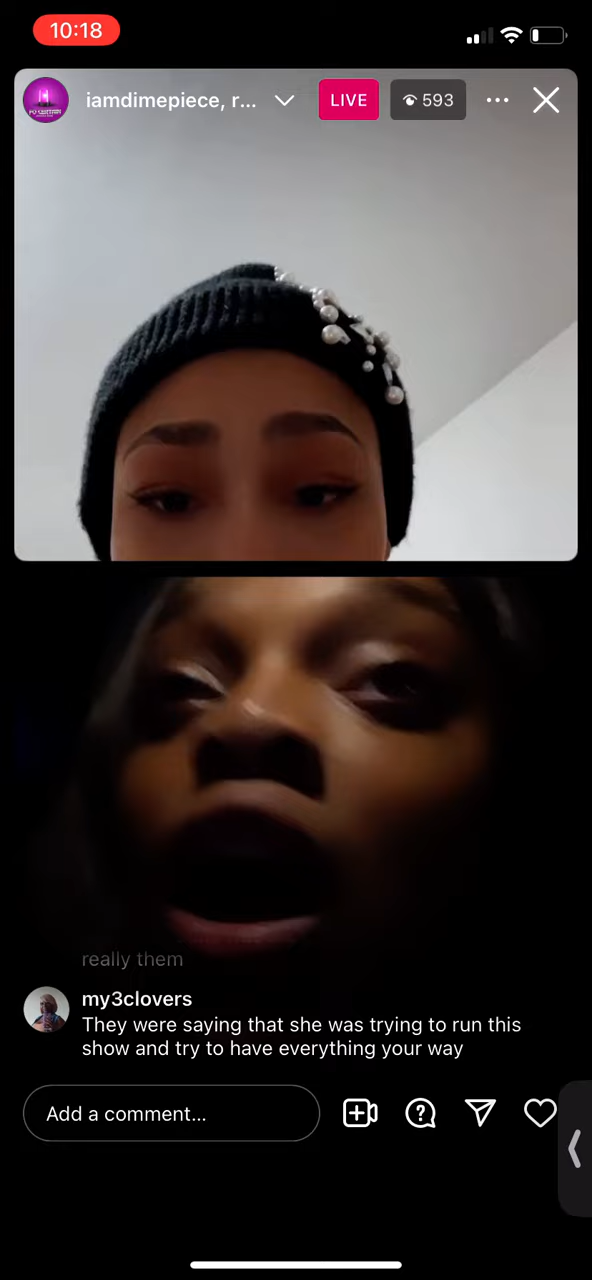 10:18
iamdimepiece, r...
LIVE
593
really them
my3clovers
They were saying that she was trying to run this
show and try to have everything your way
Add a comment...